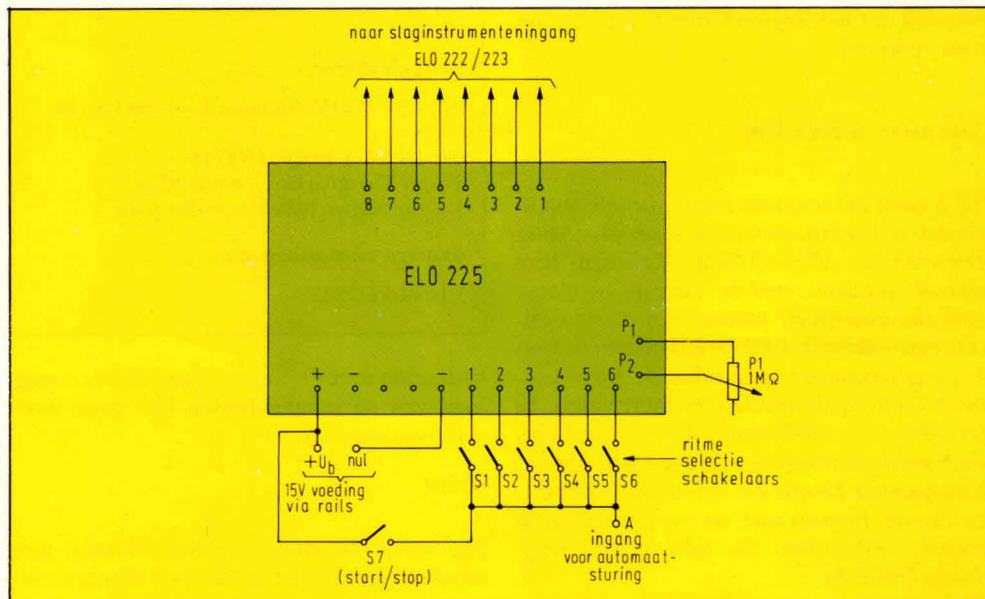 naar slaginstrumenteningang
ELO 222/223
8 7 6 5 4 3 2 1
ELO 225
P1
P2
P1
1MΩ
+ − − 1 2 3 4 5 6
+Ub nul
15V voeding
via rails
S1 S2 S3 S4 S5 S6
ritme
selectie
schakelaars
S7
(start/stop)
A
ingang
voor automaat-
sturing